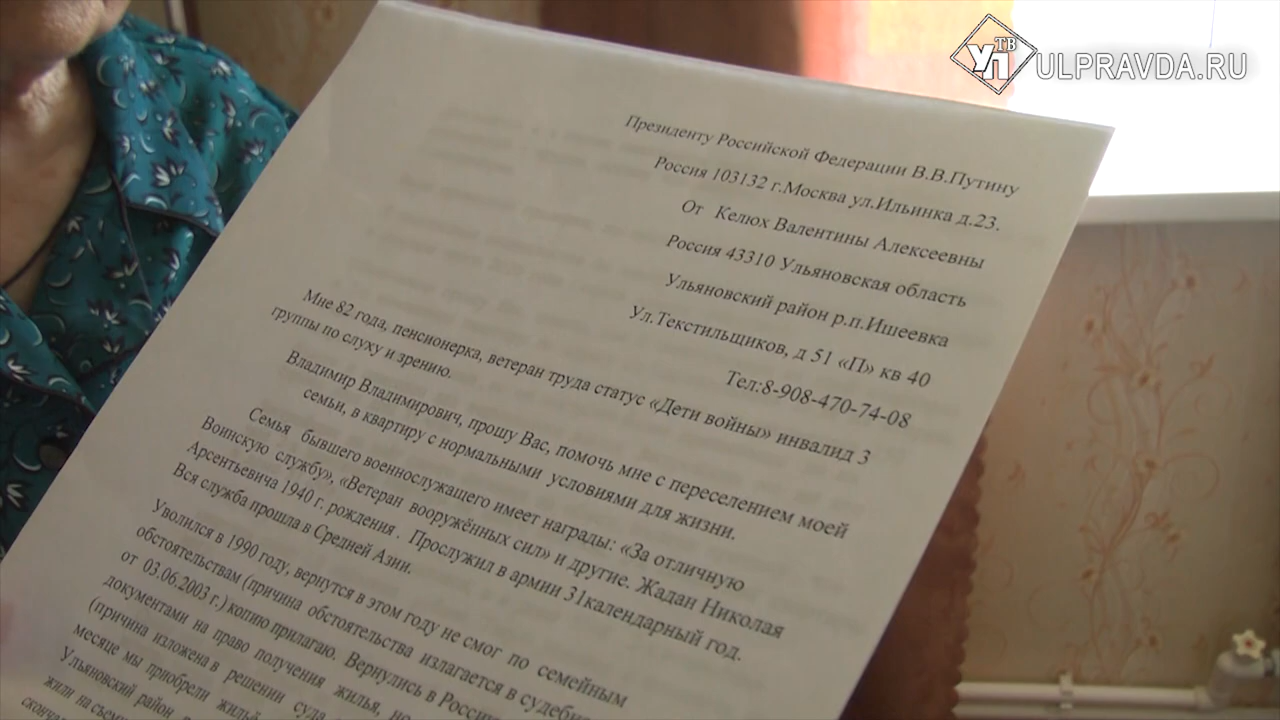 УП ТВ ULPRAVDA.RU
Президенту Российской Федерации В.В.Путину
Россия 103132 г.Москва ул.Ильинка д.23.
От Келюх Валентины Алексеевны
Россия 43310 Ульяновская область
Ульяновский район р.п.Ишеевка
Ул.Текстильщиков, д 51 «П» кв 40
Тел:8-908-470-74-08
Мне 82 года, пенсионерка, ветеран труда статус «Дети войны» инвалид 3
группы по слуху и зрению.
Владимир Владимирович, прошу Вас, помочь мне с переселением моей
семьи, в квартиру с нормальными условиями для жизни.
Семья бывшего военнослужащего имеет награды: «За отличную
Воинскую службу», «Ветеран вооружённых сил» и другие. Жадан Николая
Арсентьевича 1940 г. рождения . Прослужил в армии 31календарный год.
Вся служба прошла в Средней Азии.
Уволился в 1990 году, вернутся в этом году не смог по семейным
обстоятельствам (причина обстоятельства излагается в
от 03.06.2003 г.) копию прилагаю. Вернулись в
документами на право получения жилья,
(причина изложена в решении суда
месяце мы приобрели
Ульяновский район
жили на